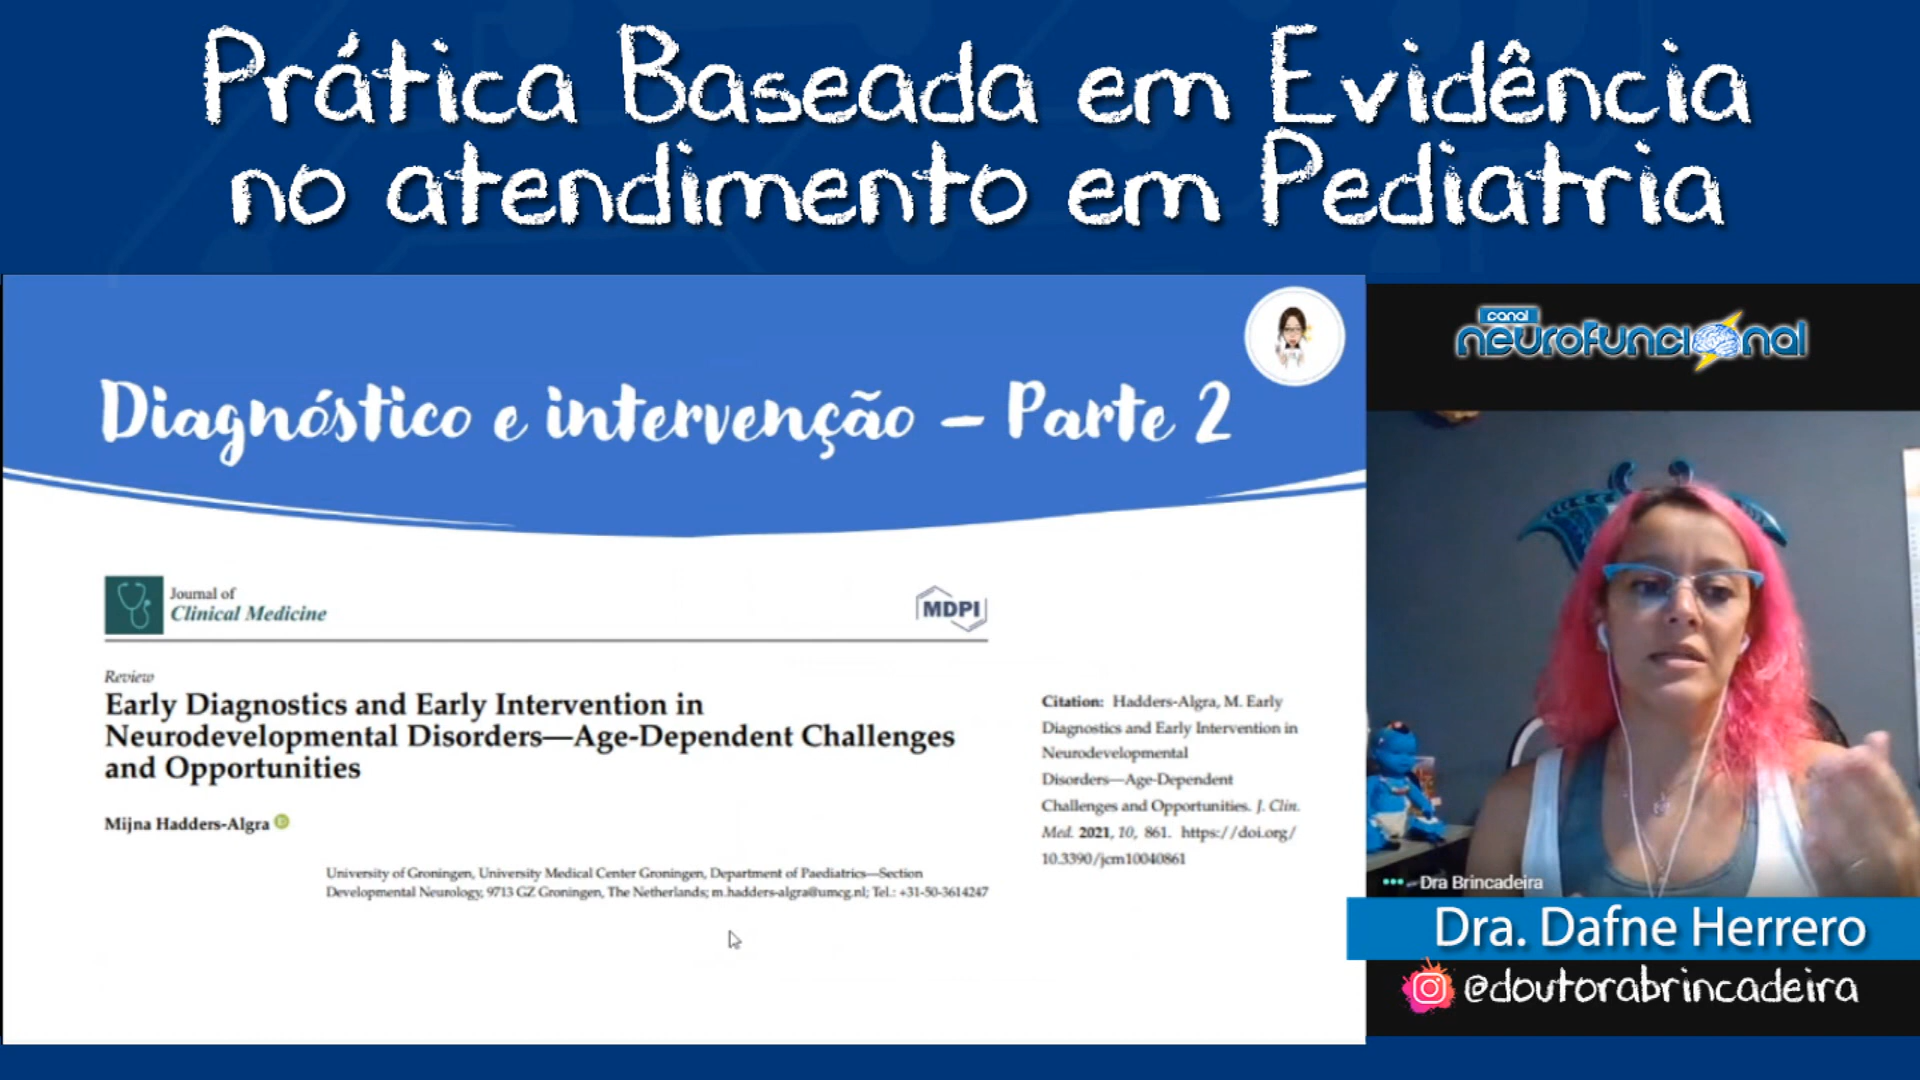 Prática Baseada em Evidência
no atendimento em Pediatria
Diagnóstico e intervenção – Parte 2
Journal of
Clinical Medicine
MDPI
Review
Early Diagnostics and Early Intervention in
Neurodevelopmental Disorders—Age-Dependent Challenges
and Opportunities
Mijna Hadders-Algra
University of Groningen, University Medical Center Groningen, Department of Paediatrics—Section
Developmental Neurology, 9713 GZ Groningen, The Netherlands; m.hadders-algra@umcg.nl; Tel.: +31-50-3614247
Citation: Hadders-Algra, M. Early
Diagnostics and Early Intervention in
Neurodevelopmental
Disorders—Age-Dependent
Challenges and Opportunities. J. Clin.
Med. 2021, 10, 861. https://doi.org/
10.3390/jcm10040861
canal
neurofuncional
Dra Brincadeira
Dra. Dafne Herrero
@doutorabrincadeira